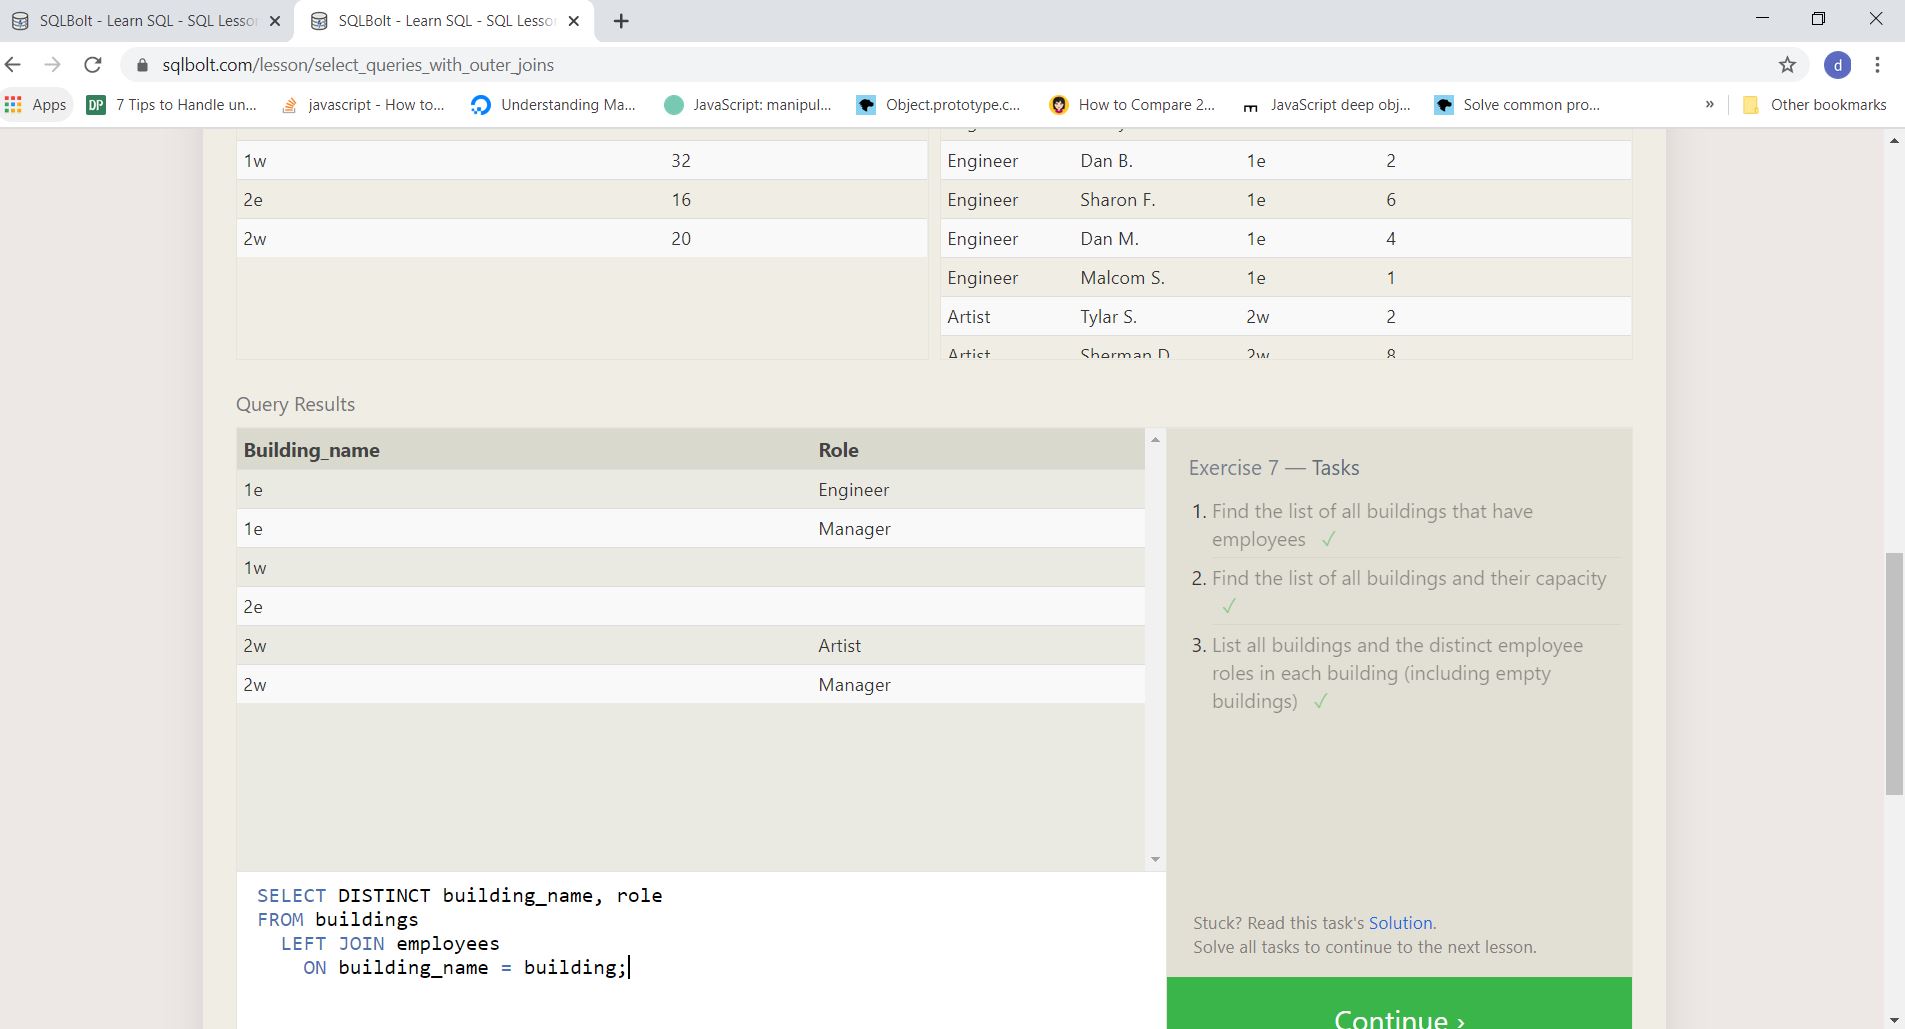 SQLBolt - Learn SQL - SQL Lesson
SQLBolt - Learn SQL - SQL Lesson
sqlbolt.com/lesson/select_queries_with_outer_joins
d
Apps
DP 7 Tips to Handle un...
javascript - How to...
Understanding Ma...
JavaScript: manipul...
Object.prototype.c...
How to Compare 2...
m JavaScript deep obj...
Solve common pro...
»
Other bookmarks
1w 32
2e 16
2w 20
Engineer Dan B. 1e 2
Engineer Sharon F. 1e 6
Engineer Dan M. 1e 4
Engineer Malcom S. 1e 1
Artist Tylar S. 2w 2
Artist Sherman D. 2w 8
Query Results
Building_name Role
1e Engineer
1e Manager
1w
2e
2w Artist
2w Manager
Exercise 7 — Tasks
1. Find the list of all buildings that have
employees ✓
2. Find the list of all buildings and their capacity
✓
3. List all buildings and the distinct employee
roles in each building (including empty
buildings) ✓
SELECT DISTINCT building_name, role
FROM buildings
LEFT JOIN employees
ON building_name = building;
Stuck? Read this task's Solution.
Solve all tasks to continue to the next lesson.
Continue ›